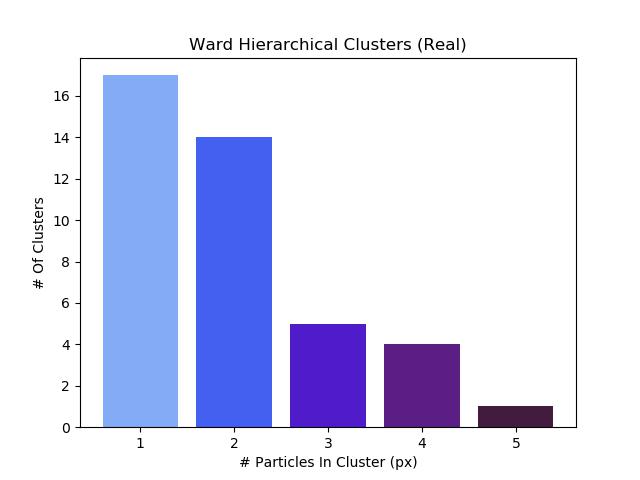 Ward Hierarchical Clusters (Real)
# Of Clusters
16
14
12
10
8
6
4
2
0
1 2 3 4 5
# Particles In Cluster (px)